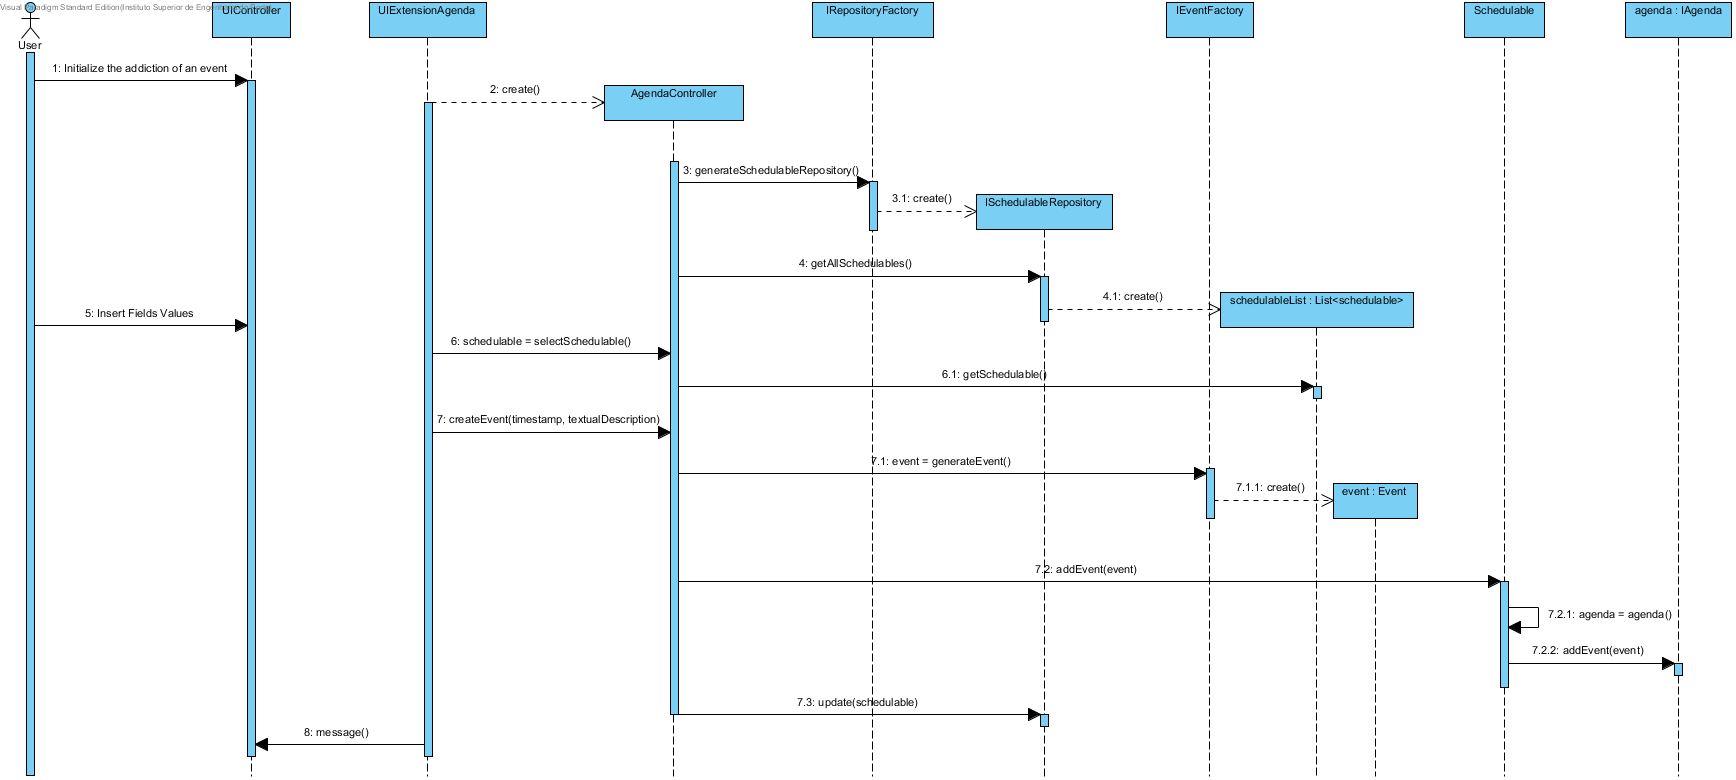 Visual Paradigm Standard Edition(Instituto Superior de
UIController
UIExtensionAgenda
IRepositoryFactory
IEventFactory
Schedulable
agenda : IAgenda
User
1: Initialize the addiction of an event
2: create()
AgendaController
3: generateSchedulableRepository()
3.1: create()
ISchedulableRepository
4: getAllSchedulables()
4.1: create()
schedulableList : List<schedulable>
5: Insert Fields Values
6: schedulable = selectSchedulable()
6.1: getSchedulable()
7: createEvent(timestamp, textualDescription)
7.1: event = generateEvent()
7.1.1: create()
event : Event
7.2: addEvent(event)
7.2.1: agenda = agenda()
7.2.2: addEvent(event)
7.3: update(schedulable)
8: message()